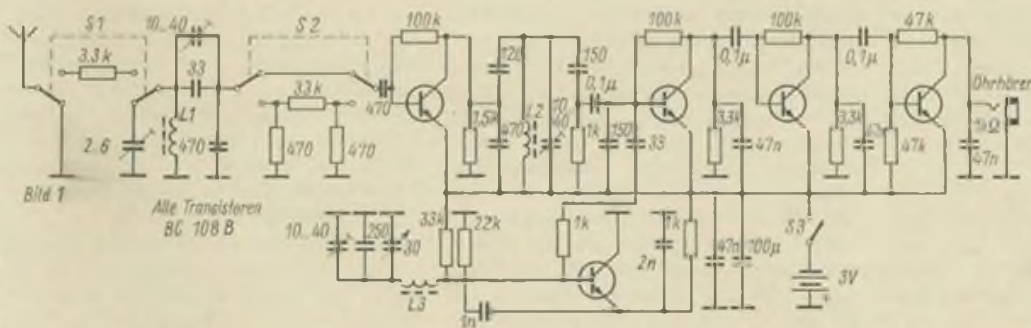 S1
10..40
S2
3.3k
33
3.3k
L1
2..6
470
470
470
470
100k
120
150
0,1µ
1,5k
470
L2
10
40
1k
150
33
100k
0,1µ
100k
0,1µ
47k
3,3k
47n
3,3k
47k
47n
Ohrhörer
1kΩ
Bild 1
Alle Transistoren
BC 108 B
10...40
250
30
33k
22k
1k
2n
1k
47n
100µ
S3
3V
+
L3
1n